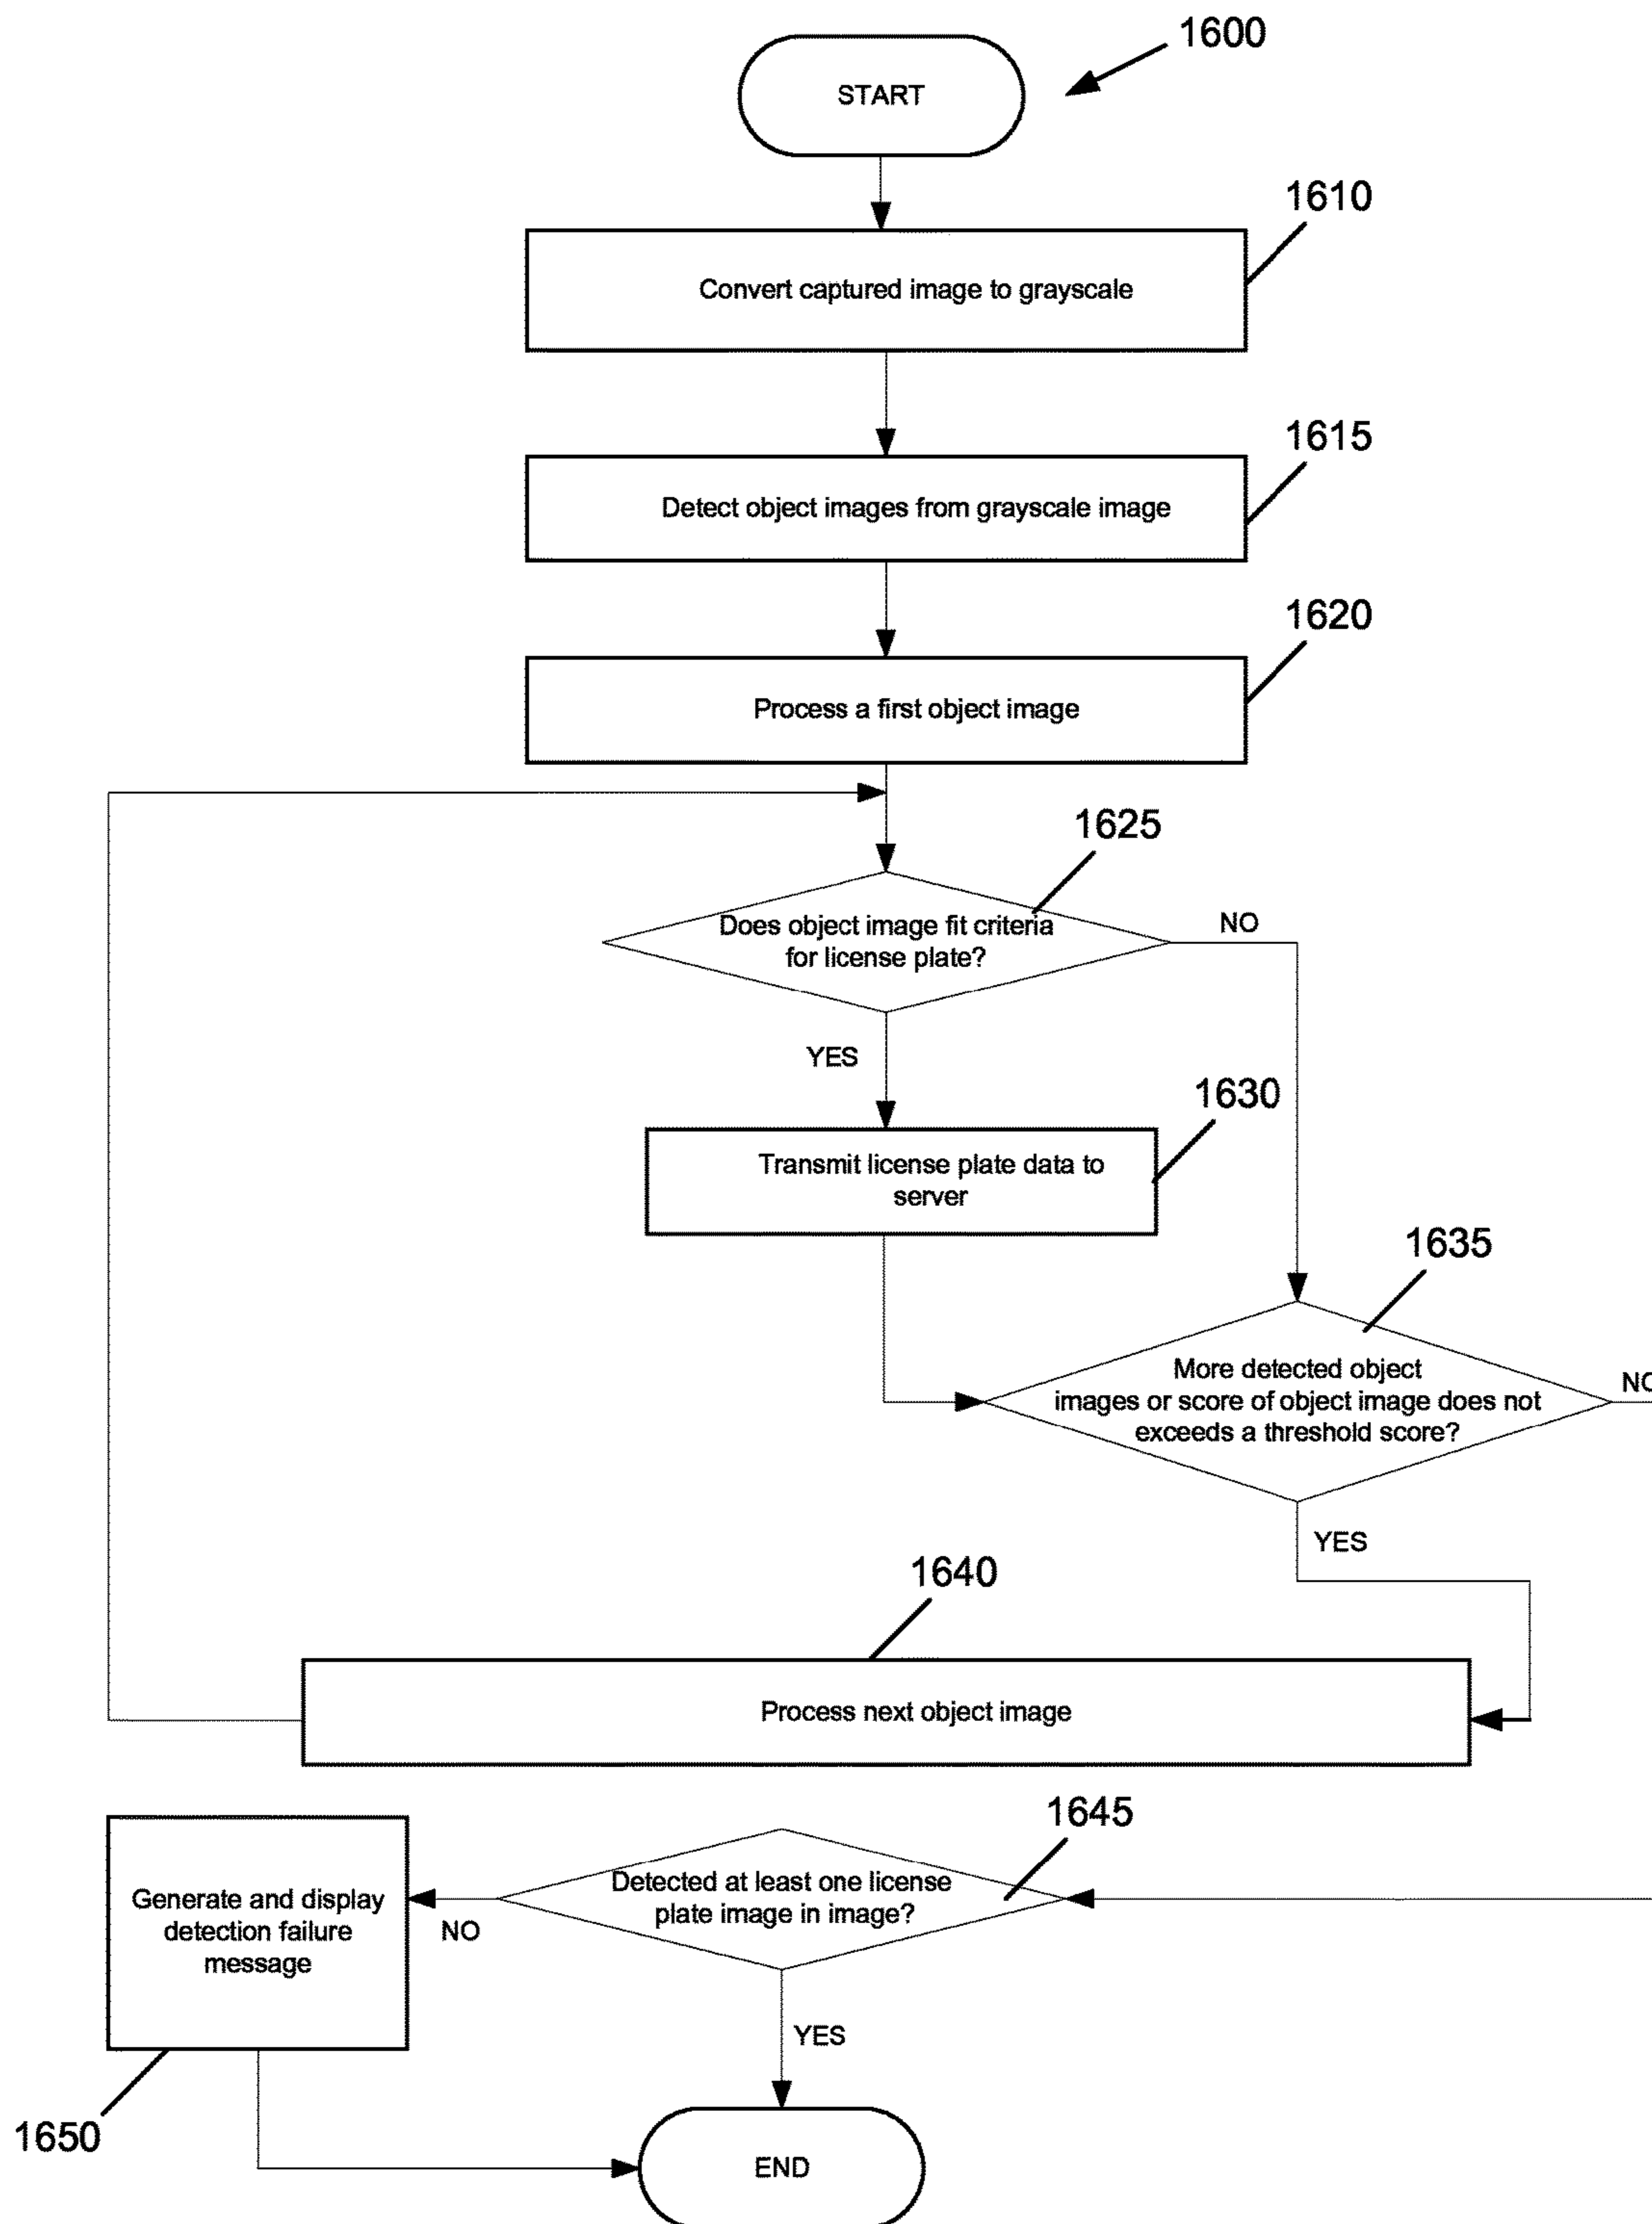 1600
START
1610
Convert captured image to grayscale
1615
Detect object images from grayscale image
1620
Process a first object image
1625
Does object image fit criteria
for license plate?
NO
YES
1630
Transmit license plate data to
server
1635
More detected object
images or score of object image does not
exceeds a threshold score?
NO
YES
1640
Process next object image
1645
Detected at least one license
plate image in image?
Generate and display
detection failure
message
NO
YES
1650
END